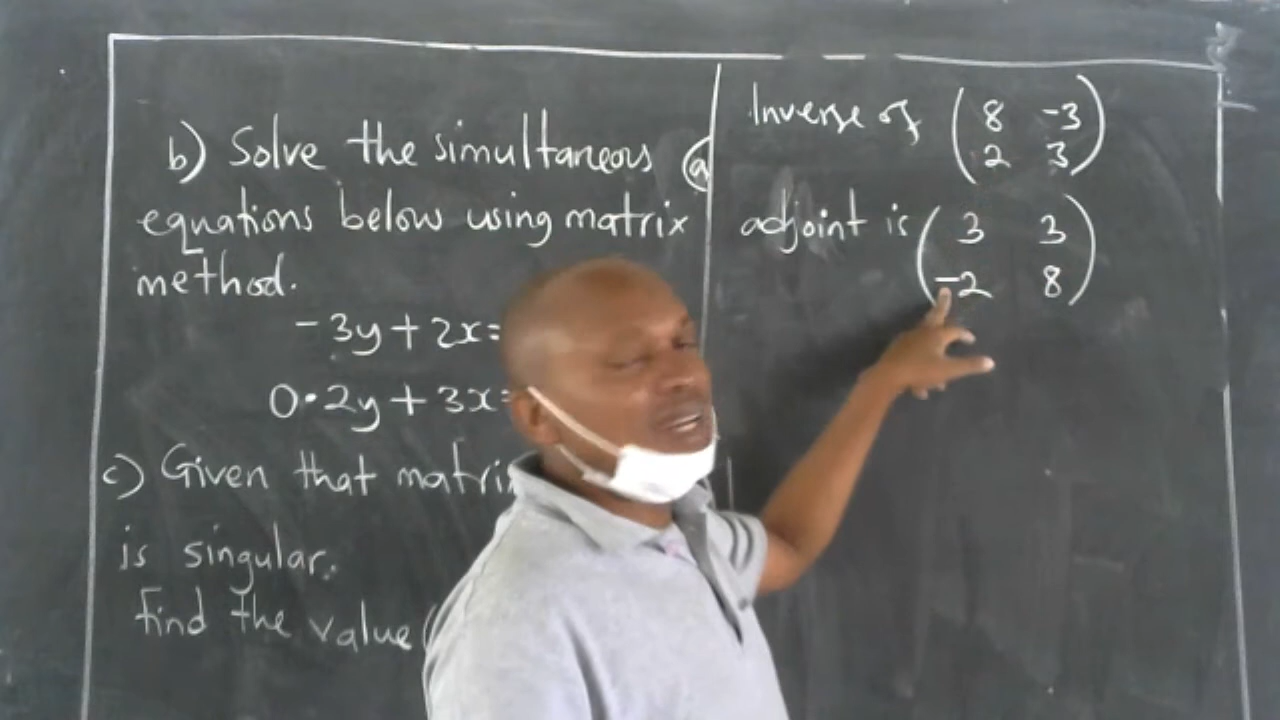 b) Solve the simultaneous
equations below using matrix
method.
-3y + 2x =
0.2y + 3x =
c) Given that
is singular.
Find the value
a
Inverse of ( 8 -3
2 3 )
adjoint is ( 3 3
-2 8 )